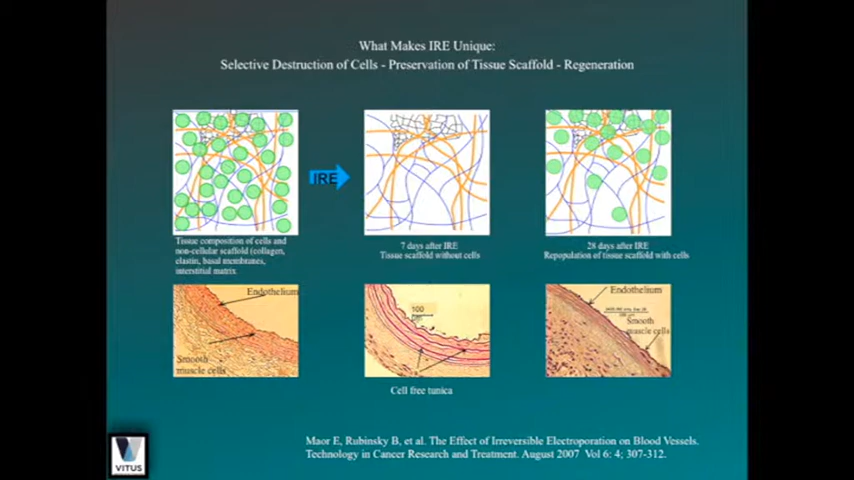 What Makes IRE Unique:
Selective Destruction of Cells - Preservation of Tissue Scaffold - Regeneration
IRE
Tissue composition of cells and
non-cellular scaffold (collagen,
elastin, basal membranes,
interstitial matrix
7 days after IRE
Tissue scaffold without cells
28 days after IRE
Repopulation of tissue scaffold with cells
Endothelium
Smooth
muscle cells
100
Cell free tunica
Endothelium
Smooth
muscle cells
Maor E, Rubinsky B, et al. The Effect of Irreversible Electroporation on Blood Vessels.
Technology in Cancer Research and Treatment. August 2007 Vol 6: 4; 307-312.
VITUS